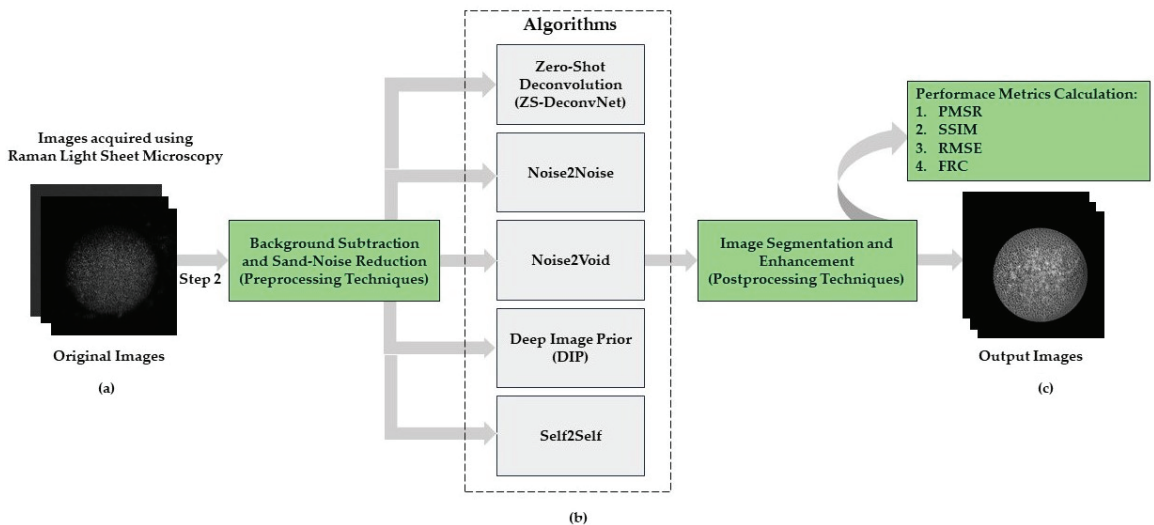 Images acquired using
Raman Light Sheet Microscopy
Original Images
(a)
Step 2
Background Subtraction
and Sand-Noise Reduction
(Preprocessing Techniques)
Algorithms
Zero-Shot
Deconvolution
(ZS-DeconvNet)
Noise2Noise
Noise2Void
Deep Image Prior
(DIP)
Self2Self
(b)
Image Segmentation and
Enhancement
(Postprocessing Techniques)
Performace Metrics Calculation:
1. PMSR
2. SSIM
3. RMSE
4. FRC
Output Images
(c)